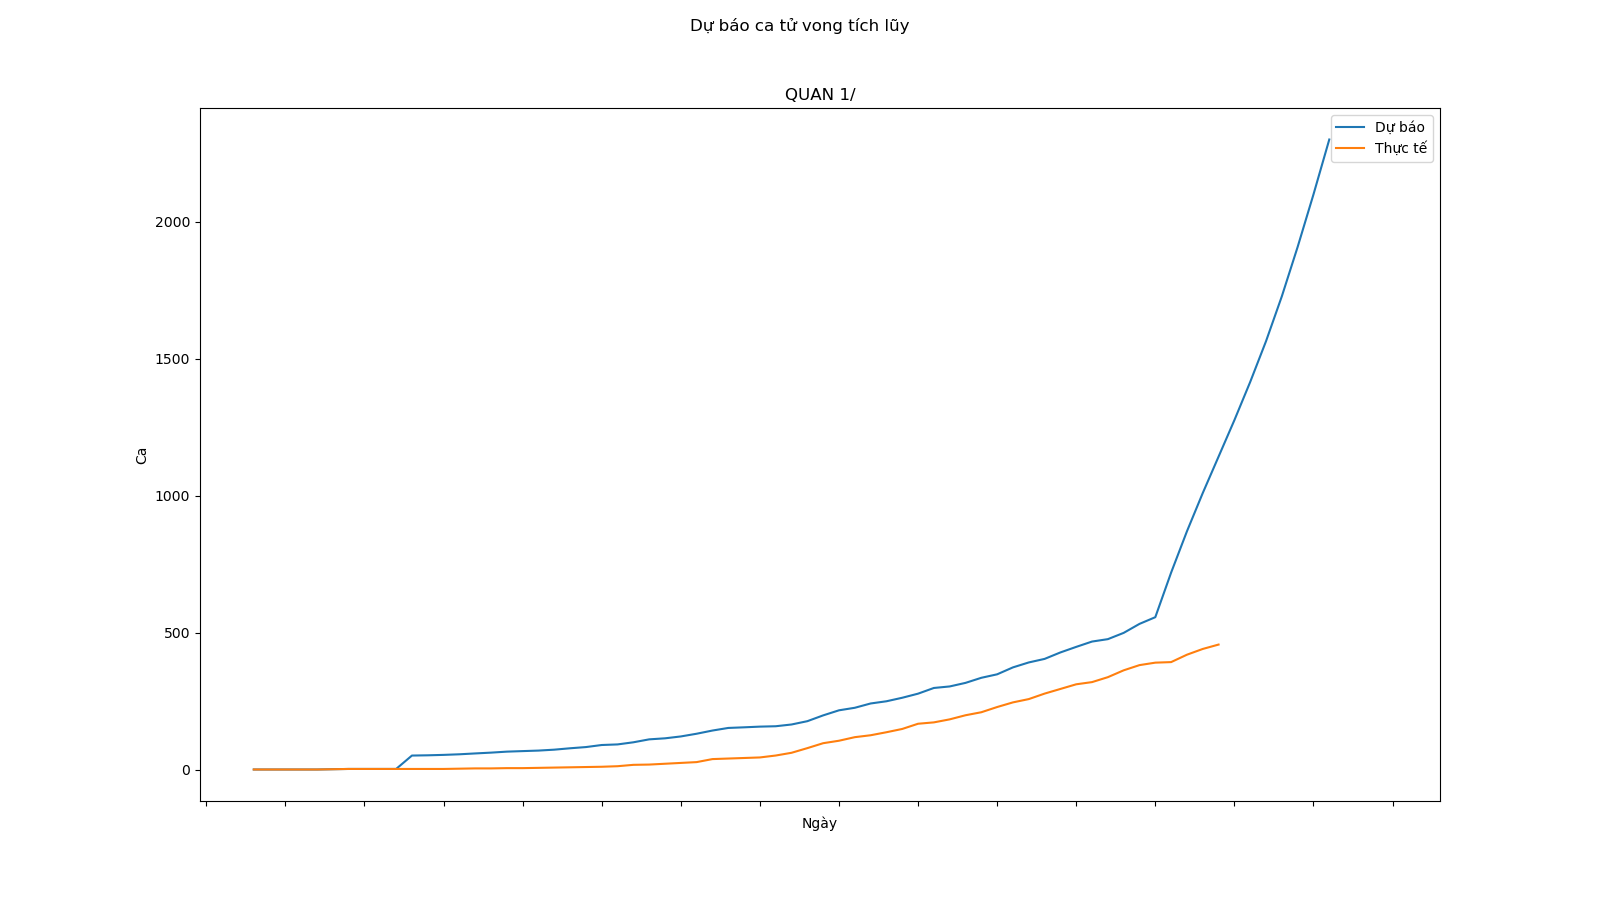 Dự báo ca tử vong tích lũy
QUAN 1/
Dự báo
Thực tế
2000
1500
1000
500
0
Ca
Ngày